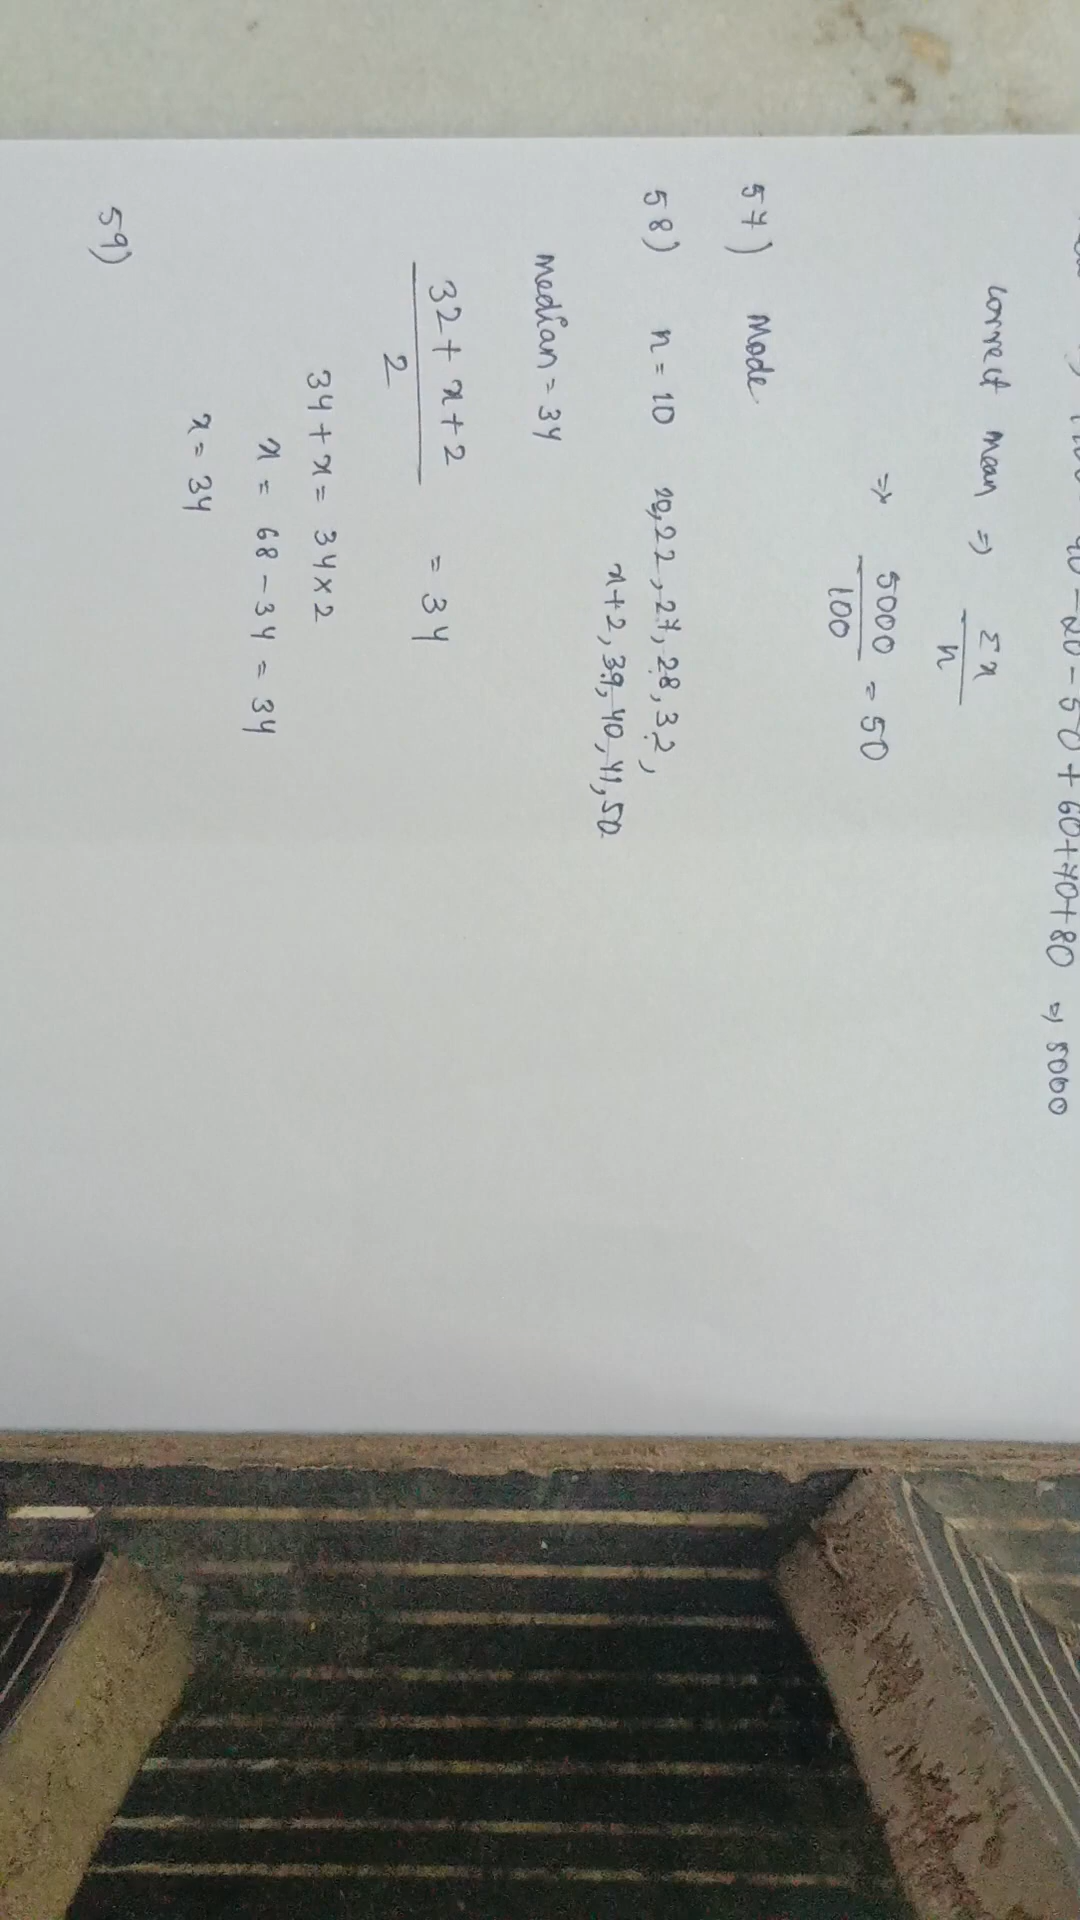 40 - 20 - 50 + 60 + 70 + 80 ⇒ 5000
correct mean ⇒ Σx/n
⇒ 5000/100 = 50
57) Mode
58) n = 10 20, 22, 27, 28, 32,
x+2, 39, 40, 41, 50
median = 34
(32 + x + 2)/2 = 34
34 + x = 34 × 2
x = 68 - 34 = 34
x = 34
59)